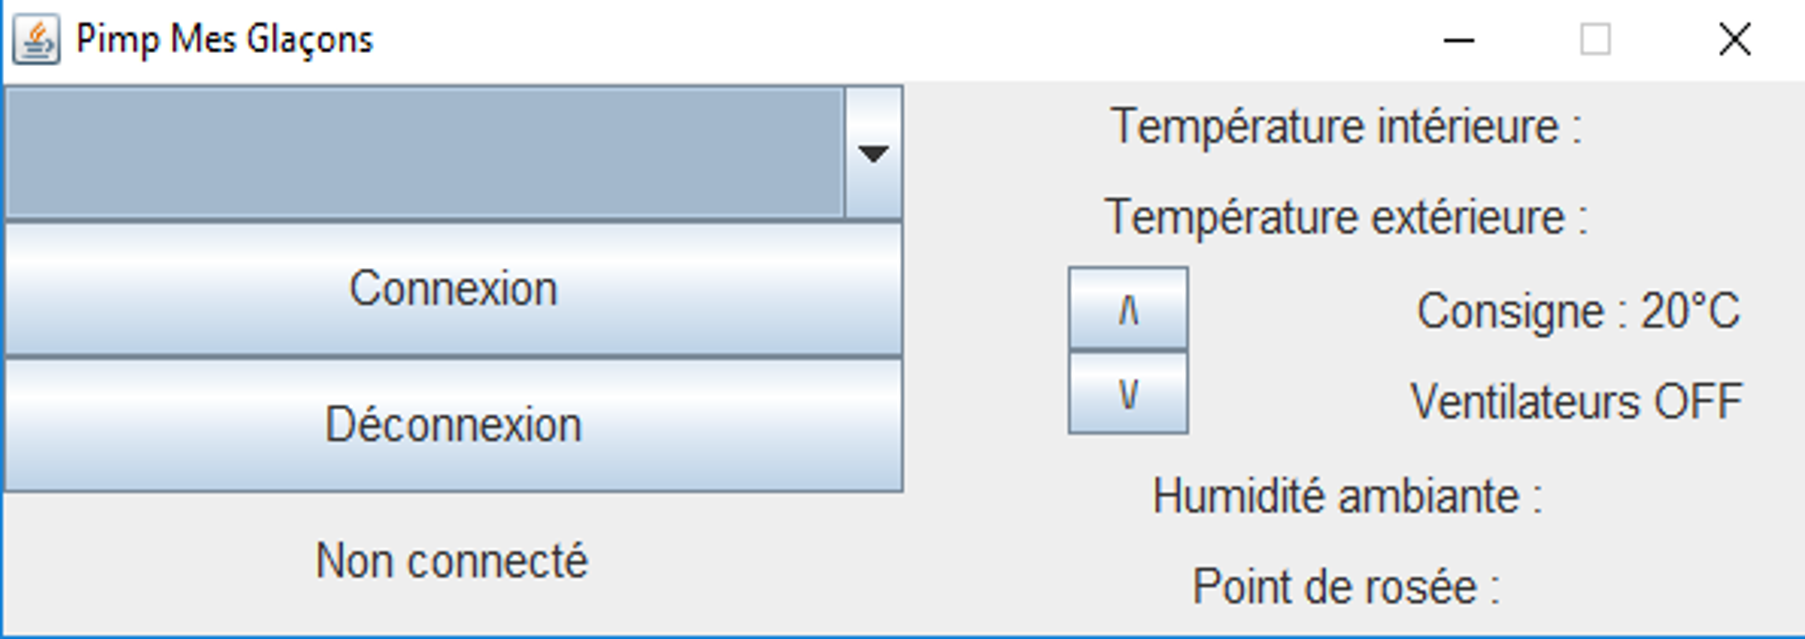 Pimp Mes Glaçons
Connexion
Déconnexion
Non connecté
Température intérieure :
Température extérieure :
/\ Consigne : 20°C
\/ Ventilateurs OFF
Humidité ambiante :
Point de rosée :